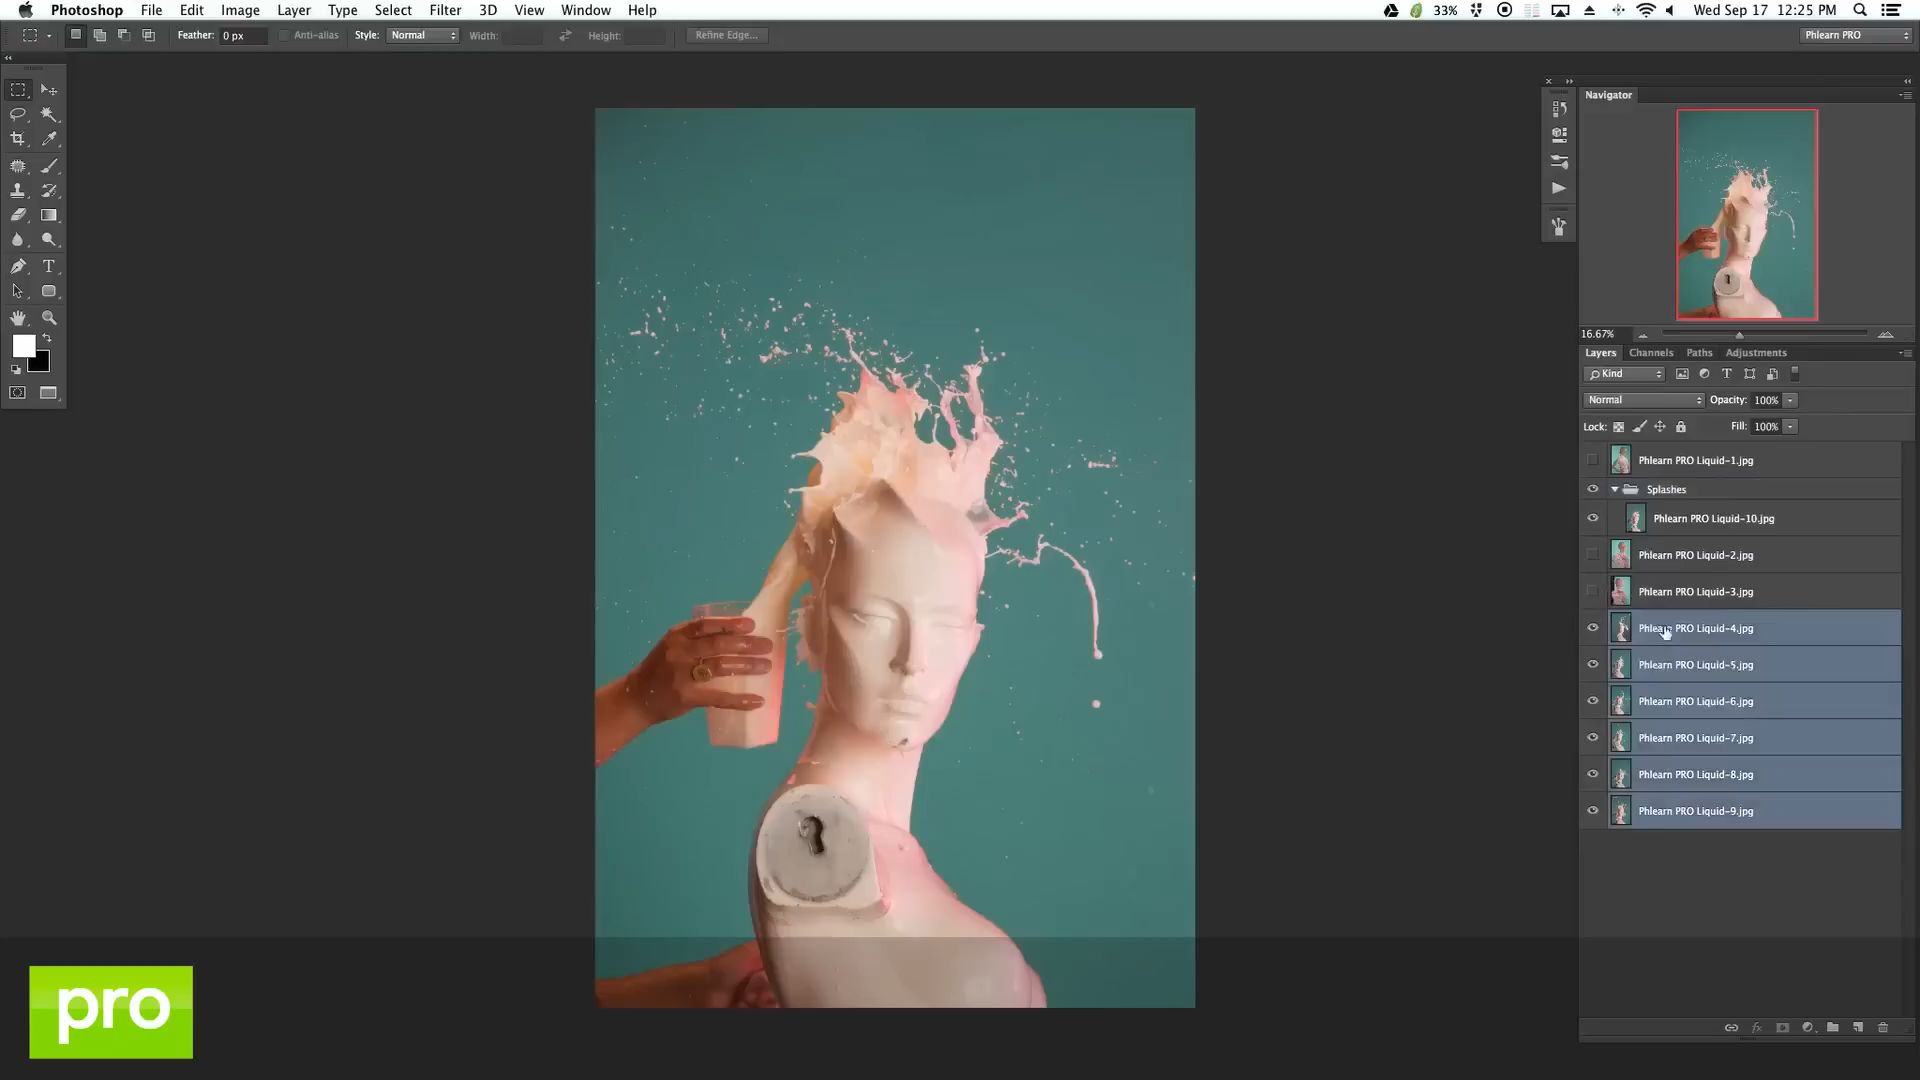 Photoshop File Edit Image Layer Type Select Filter 3D View Window Help 33% Wed Sep 17 12:25 PM
Feather: 0 px Anti-alias Style: Normal Width: Height: Refine Edge... Phlearn PRO
Navigator
16.67%
Layers Channels Paths Adjustments
Kind
Normal Opacity: 100%
Lock: Fill: 100%
Phlearn PRO Liquid-1.jpg
Splashes
Phlearn PRO Liquid-10.jpg
Phlearn PRO Liquid-2.jpg
Phlearn PRO Liquid-3.jpg
Phlearn PRO Liquid-4.jpg
Phlearn PRO Liquid-5.jpg
Phlearn PRO Liquid-6.jpg
Phlearn PRO Liquid-7.jpg
Phlearn PRO Liquid-8.jpg
Phlearn PRO Liquid-9.jpg
fx
pro